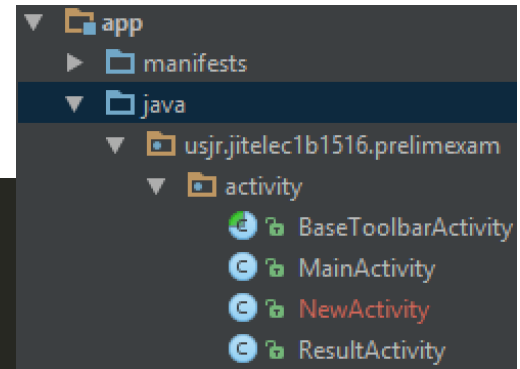 app
manifests
java
usjr.jitelec1b1516.prelimexam
activity
BaseToolbarActivity
MainActivity
NewActivity
ResultActivity